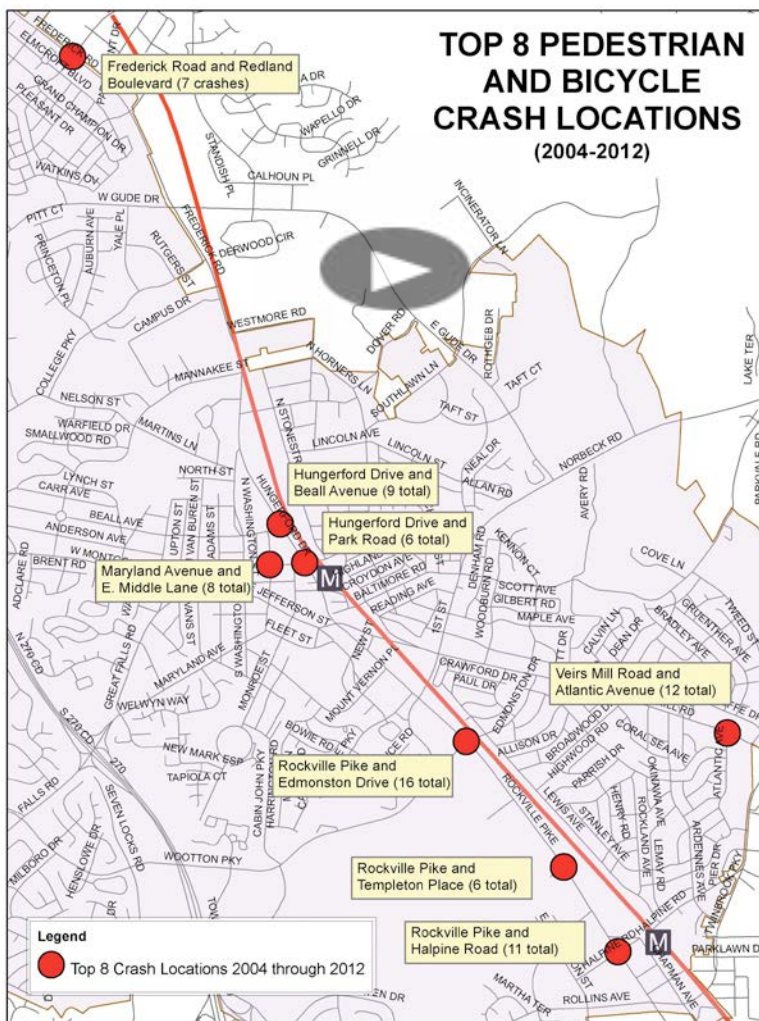 TOP 8 PEDESTRIAN
AND BICYCLE
CRASH LOCATIONS
(2004-2012)
Frederick Road and Redland
Boulevard (7 crashes)
FREDERICK RD
ELMCROFT BLVD
GRAND CHAMPION DR
PLEASANT DR
WATKINS OV
STANDISH PL
WAPELLO DR
GRINNELL DR
CALHOUN PL
W GUDE DR
PITT CT
AUBURN AVE
YALE PL
PRINCETON PL
RUTGERS ST
FREDERICK RD
DERWOOD CIR
INCINERATOR LN
CAMPUS DR
WESTMORE RD
COLLEGE PKY
MANNAKEE ST
N HORNERS LN
DOVER RD
E GUDE DR
ROTHGEB DR
SOUTHLAWN LN
TAFT CT
TAFT ST
LAKE TER
NELSON ST
MARTINS LN
WARFIELD DR
SMALLWOOD RD
LINCOLN AVE
LINCOLN ST
NEAL DR
ALLAN RD
NORBECK RD
AVERY RD
NORTH ST
LYNCH ST
CARR AVE
BEALL AVE
ANDERSON AVE
BRENT RD
UPTON ST
VAN BUREN ST
ADAMS ST
N WASHINGTON
HUNGERFORD DR
Hungerford Drive and
Beall Avenue (9 total)
Hungerford Drive and
Park Road (6 total)
Maryland Avenue and
E. Middle Lane (8 total)
M
CROYDON AVE
BALTIMORE RD
READING AVE
DENHAM RD
WOODBURN RD
KENNON CT
COVE LN
SCOTT AVE
GILBERT RD
MAPLE AVE
CALVIN LN
DEAN DR
BRADLEY AVE
GRUENTHER AVE
TWEED ST
ADCLARE RD
GREAT FALLS RD
JEFFERSON ST
FLEET ST
MARYLAND AVE
MONROE ST
NEW ST
1ST ST
MOUNT VERNON PL
CRAWFORD DR
PAUL DR
EDMONSTON DR
N 270 CD
S 270 CD
270
WELWYN WAY
NEW MARK ESP
TAPIOLA CT
CABIN JOHN PKY
Veirs Mill Road and
Atlantic Avenue (12 total)
ALLISON DR
BROADWOOD DR
HIGHWOOD RD
CORAL SEA AVE
PARRISH DR
ATLANTIC AVE
Rockville Pike and
Edmonston Drive (16 total)
ROCKVILLE PIKE
LEWIS AVE
STANLEY AVE
HENRY RD
ROCKLAND AVE
OKINAWA AVE
LEMAY RD
ARDENNES AVE
PIER DR
TWINBROOK PKY
FALLS RD
SEVEN LOCKS RD
MILBORO DR
HENSLOWE DR
WOOTTON PKY
Rockville Pike and
Templeton Place (6 total)
Rockville Pike and
Halpine Road (11 total)
HALPINE RD
HALPINE RD
M
PARKLAWN D
CHAPMAN AVE
MARTHA TER
ROLLINS AVE
Legend
Top 8 Crash Locations 2004 through 2012